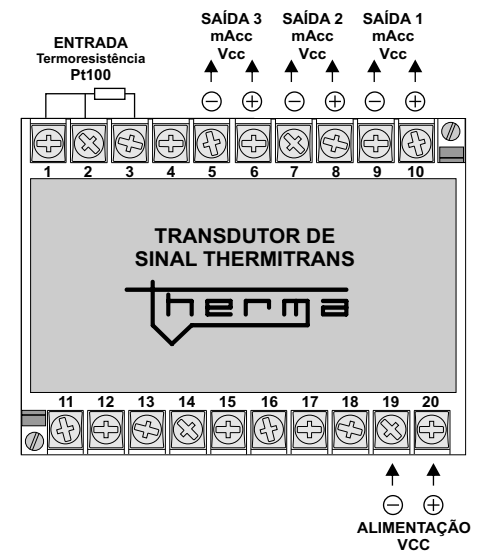 ENTRADA
Termoresistência
Pt100
SAÍDA 3
mAcc
Vcc
SAÍDA 2
mAcc
Vcc
SAÍDA 1
mAcc
Vcc
− + − + − +
1 2 3 4 5 6 7 8 9 10
TRANSDUTOR DE
SINAL THERMITRANS
therma
11 12 13 14 15 16 17 18 19 20
− +
ALIMENTAÇÃO
VCC